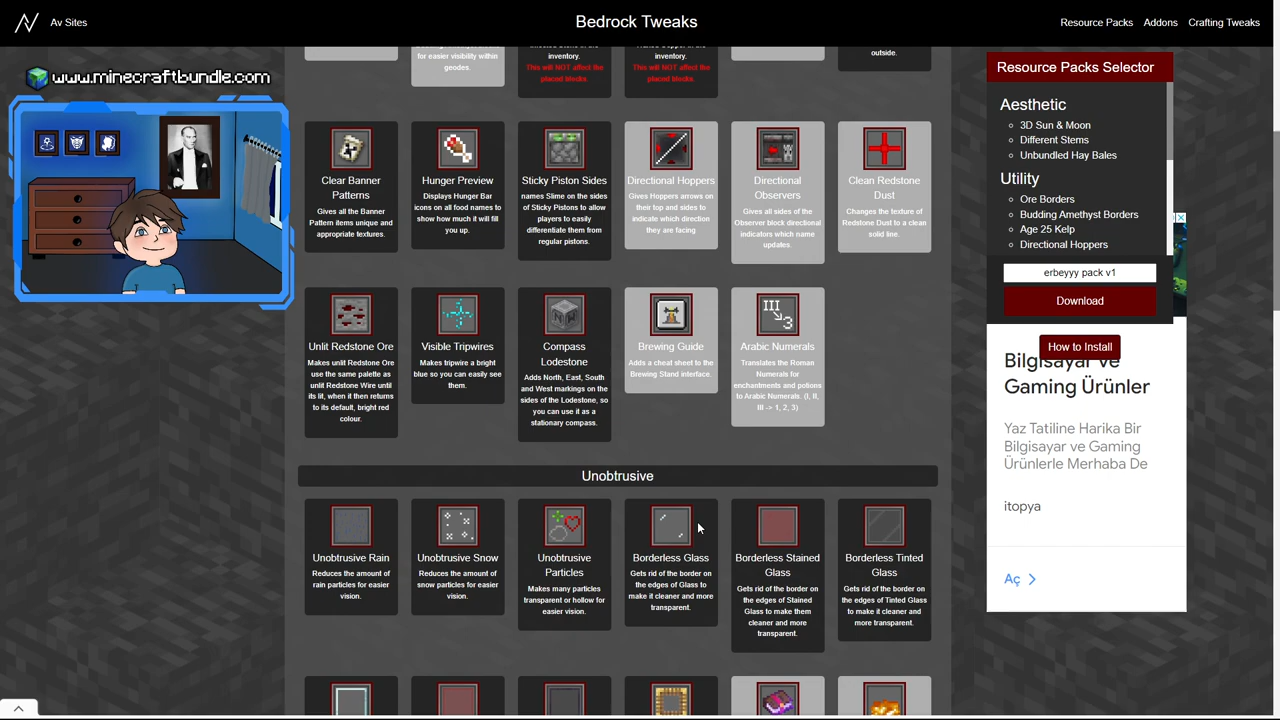 Av Sites
Bedrock Tweaks
Resource Packs
Addons
Crafting Tweaks
www.minecraftbundle.com
for easier visibility within
geodes.
inventory.
This will NOT affect the
placed blocks.
inventory.
This will NOT affect the
placed blocks.
outside.
Clear Banner
Patterns
Gives all the Banner
Pattern items unique and
appropriate textures.
Hunger Preview
Displays Hunger Bar
icons on all food names to
show how much it will fill
you up.
Sticky Piston Sides
names Slime on the sides
of Sticky Pistons to allow
players to easily
differentiate them from
regular pistons.
Directional Hoppers
Gives Hoppers arrows on
their top and sides to
indicate which direction
they are facing
Directional
Observers
Gives all sides of the
Observer block directional
indicators which name
updates.
Clean Redstone
Dust
Changes the texture of
Redstone Dust to a clean
solid line.
Unlit Redstone Ore
Makes unlit Redstone Ore
use the same palette as
unlit Redstone Wire until
its lit, when it then returns
to its default, bright red
colour.
Visible Tripwires
Makes tripwire a bright
blue so you can easily see
them.
Compass
Lodestone
Adds North, East, South
and West markings on the
sides of the Lodestone, so
you can use it as a
stationary compass.
Brewing Guide
Adds a cheat sheet to the
Brewing Stand interface.
III
3
Arabic Numerals
Translates the Roman
Numerals for
enchantments and potions
to Arabic Numerals. (I, II,
III -> 1, 2, 3)
Unobtrusive
Unobtrusive Rain
Reduces the amount of
rain particles for easier
vision.
Unobtrusive Snow
Reduces the amount of
snow particles for easier
vision.
Unobtrusive
Particles
Makes many particles
transparent or hollow for
easier vision.
Borderless Glass
Gets rid of the border on
the edges of Glass to
make it cleaner and more
transparent.
Borderless Stained
Glass
Gets rid of the border on
the edges of Stained
Glass to make them
cleaner and more
transparent.
Borderless Tinted
Glass
Gets rid of the border on
the edges of Tinted Glass
to make it cleaner and
more transparent.
Resource Packs Selector
Aesthetic
3D Sun & Moon
Different Stems
Unbundled Hay Bales
Utility
Ore Borders
Budding Amethyst Borders
Age 25 Kelp
Directional Hoppers
erbeyyy pack v1
Download
How to Install
Bilgisayar ve
Gaming Ürünler
Yaz Tatiline Harika Bir
Bilgisayar ve Gaming
Ürünlerle Merhaba De
itopya
Aç